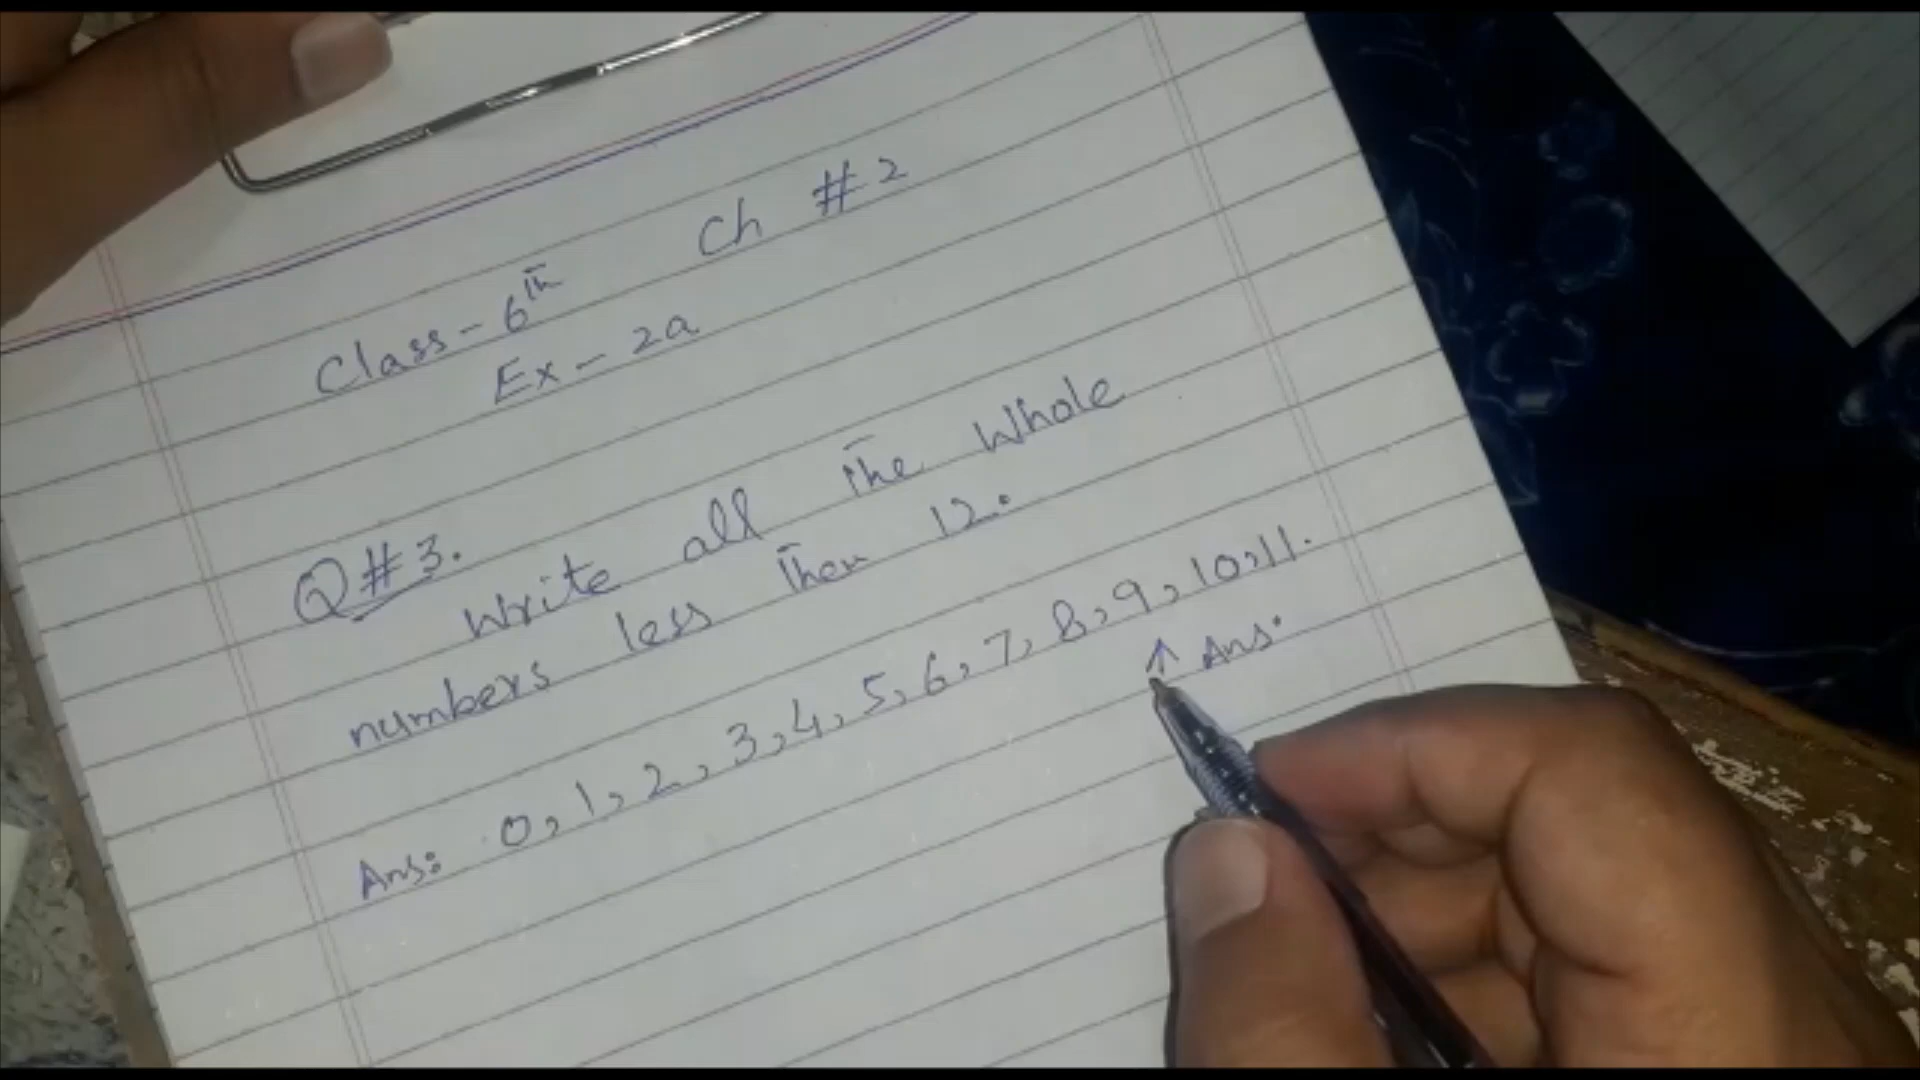 Class-6th Ch #2
Ex-2a
Q#3.
Write all the Whole
numbers less then 12.
Ans: 0, 1, 2, 3, 4, 5, 6, 7, 8, 9, 10, 11.
↑ Ans.